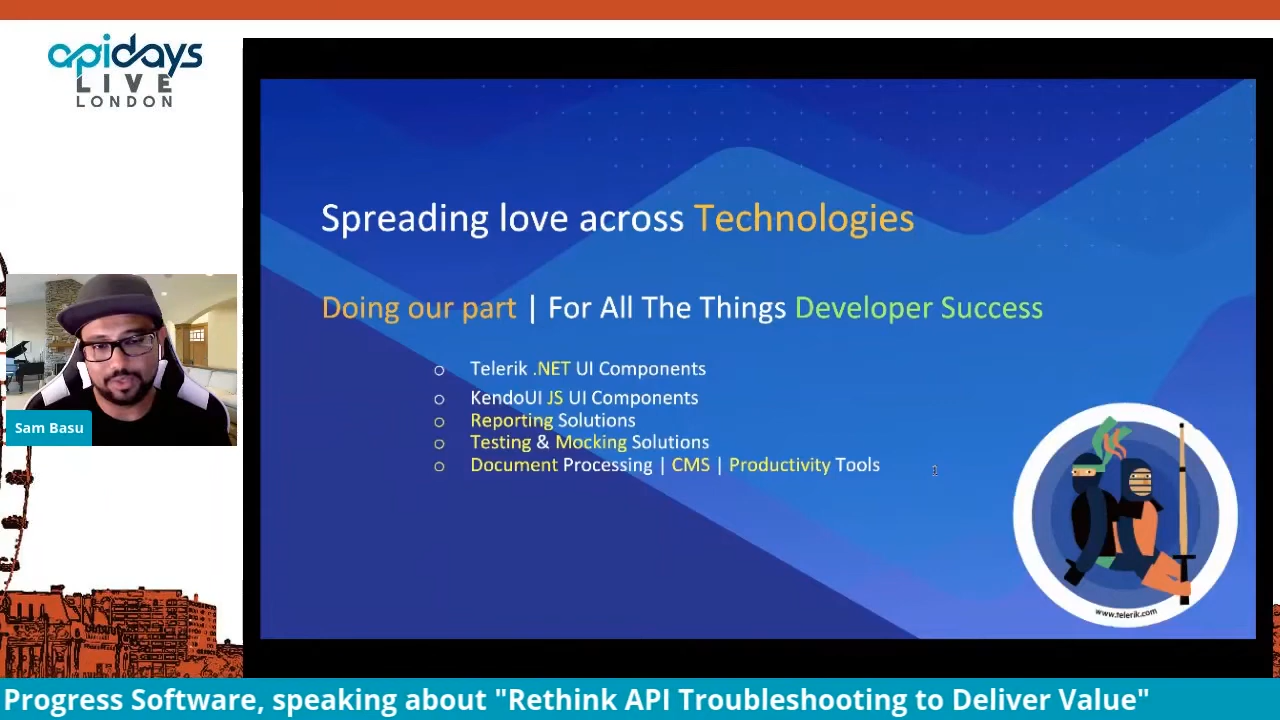 apidays
LIVE
LONDON
Spreading love across Technologies
Doing our part | For All The Things Developer Success
Telerik .NET UI Components
KendoUI JS UI Components
Reporting Solutions
Testing & Mocking Solutions
Document Processing | CMS | Productivity Tools
www.telerik.com
Sam Basu
Progress Software, speaking about "Rethink API Troubleshooting to Deliver Value"